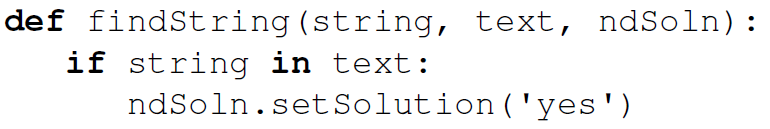 def findString(string, text, ndSoln):
    if string in text:
        ndSoln.setSolution('yes')